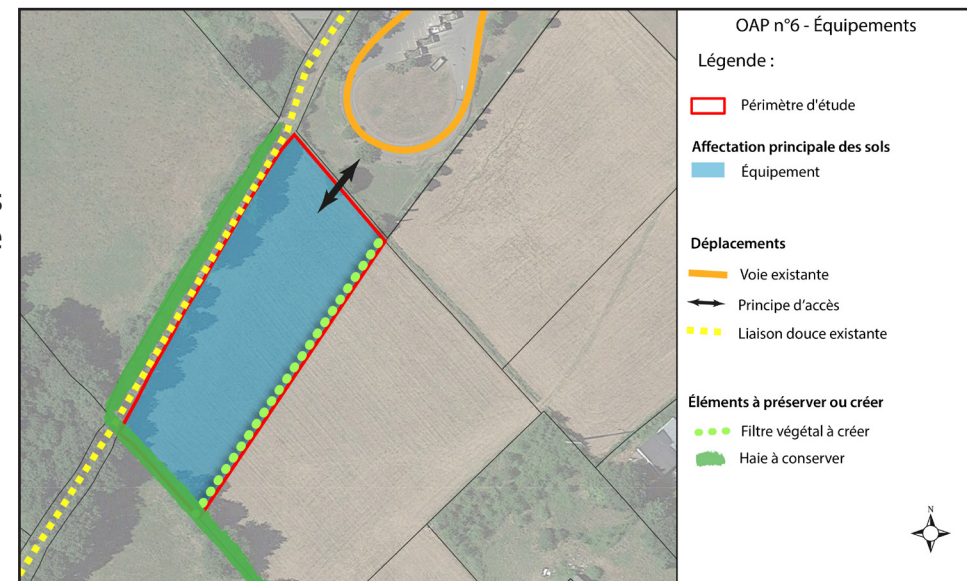 OAP n°6 - Équipements
Légende :
Périmètre d'étude
Affectation principale des sols
Équipement
Déplacements
Voie existante
Principe d'accès
Liaison douce existante
Éléments à préserver ou créer
Filtre végétal à créer
Haie à conserver
N